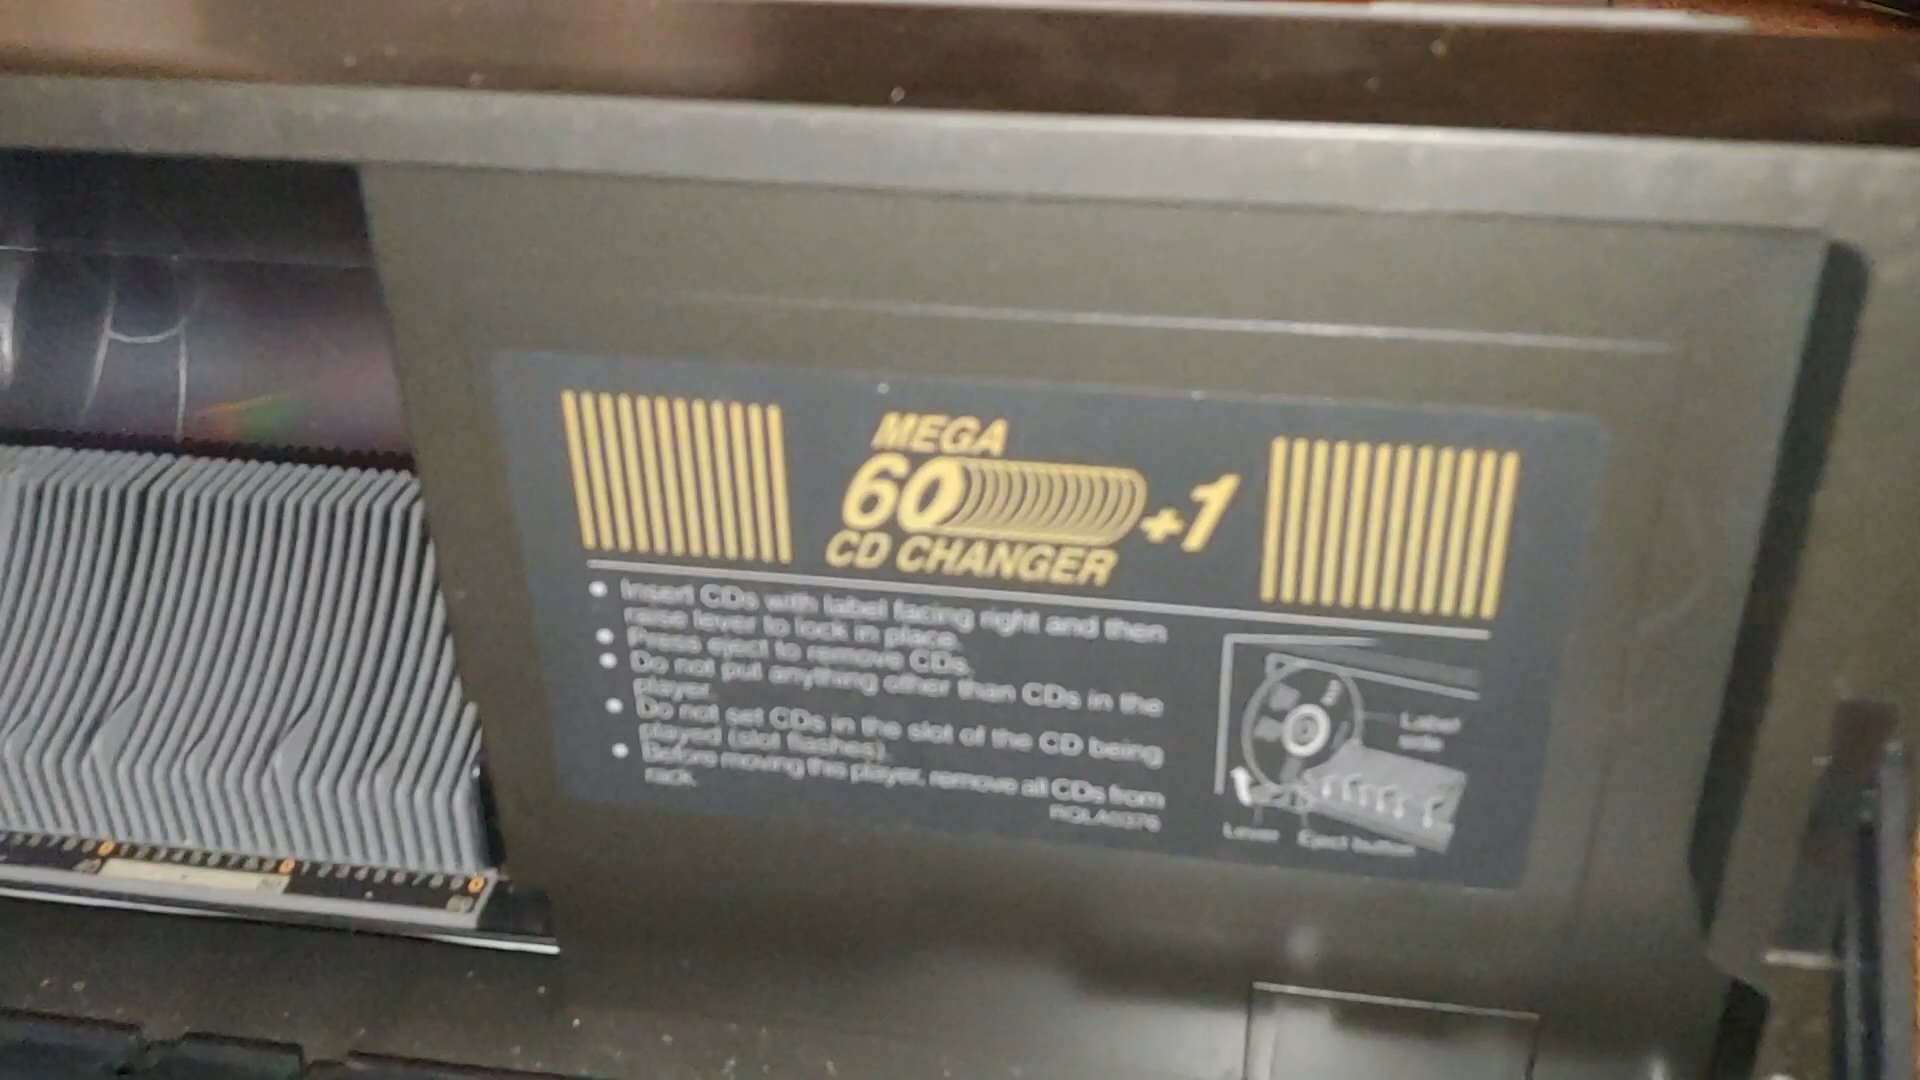 MEGA
60+1
CD CHANGER
• Insert CDs with label facing right and then
raise lever to lock in place.
• Press eject to remove CDs.
• Do not put anything other than CDs in the
player.
• Do not set CDs in the slot of the CD being
played (slot flashes).
• Before moving this player, remove all CDs from
rack.
Label
side
Lever Eject button